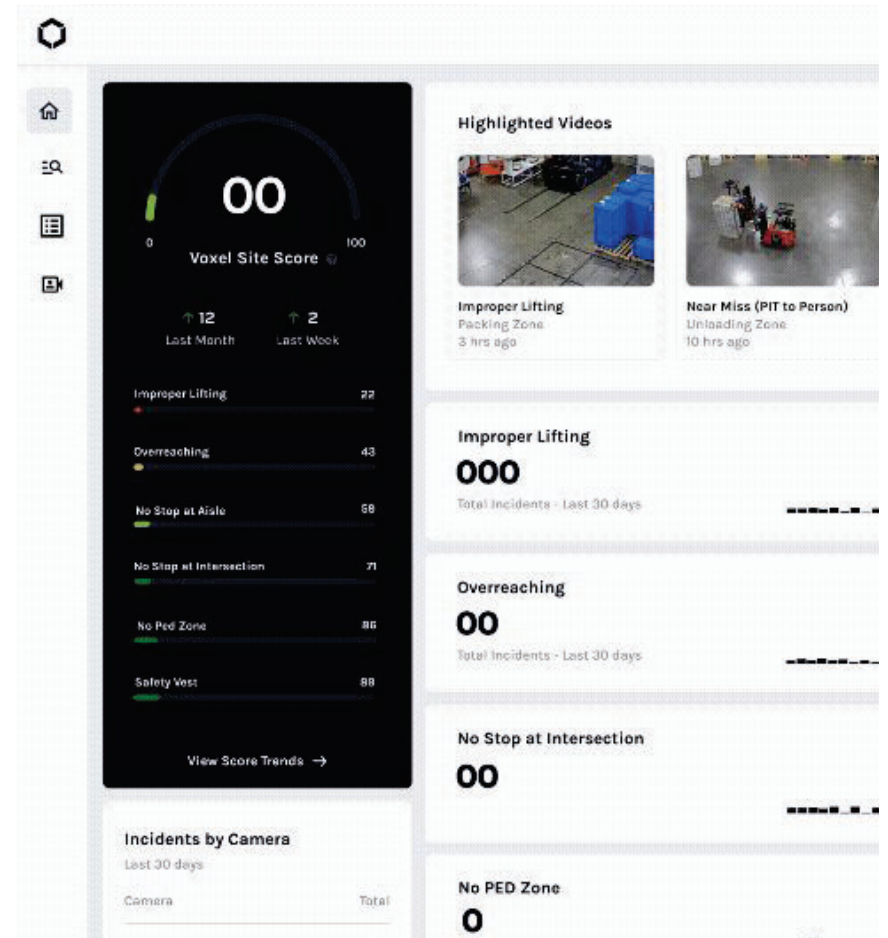 00
0
100
Voxel Site Score
↑ 12
↑ 2
Last Month
Last Week
Improper Lifting 22
Overreaching 43
No Stop at Aisle 59
No Stop at Intersection 71
No Ped Zone 86
Safety Vest 89
View Score Trends →
Incidents by Camera
Last 30 days
Camera Total
Highlighted Videos
Improper Lifting
Packing Zone
3 hrs ago
Near Miss (PIT to Person)
Unloading Zone
10 hrs ago
Improper Lifting
000
Total Incidents - Last 30 days
Overreaching
00
Total Incidents - Last 30 days
No Stop at Intersection
00
No PED Zone
0